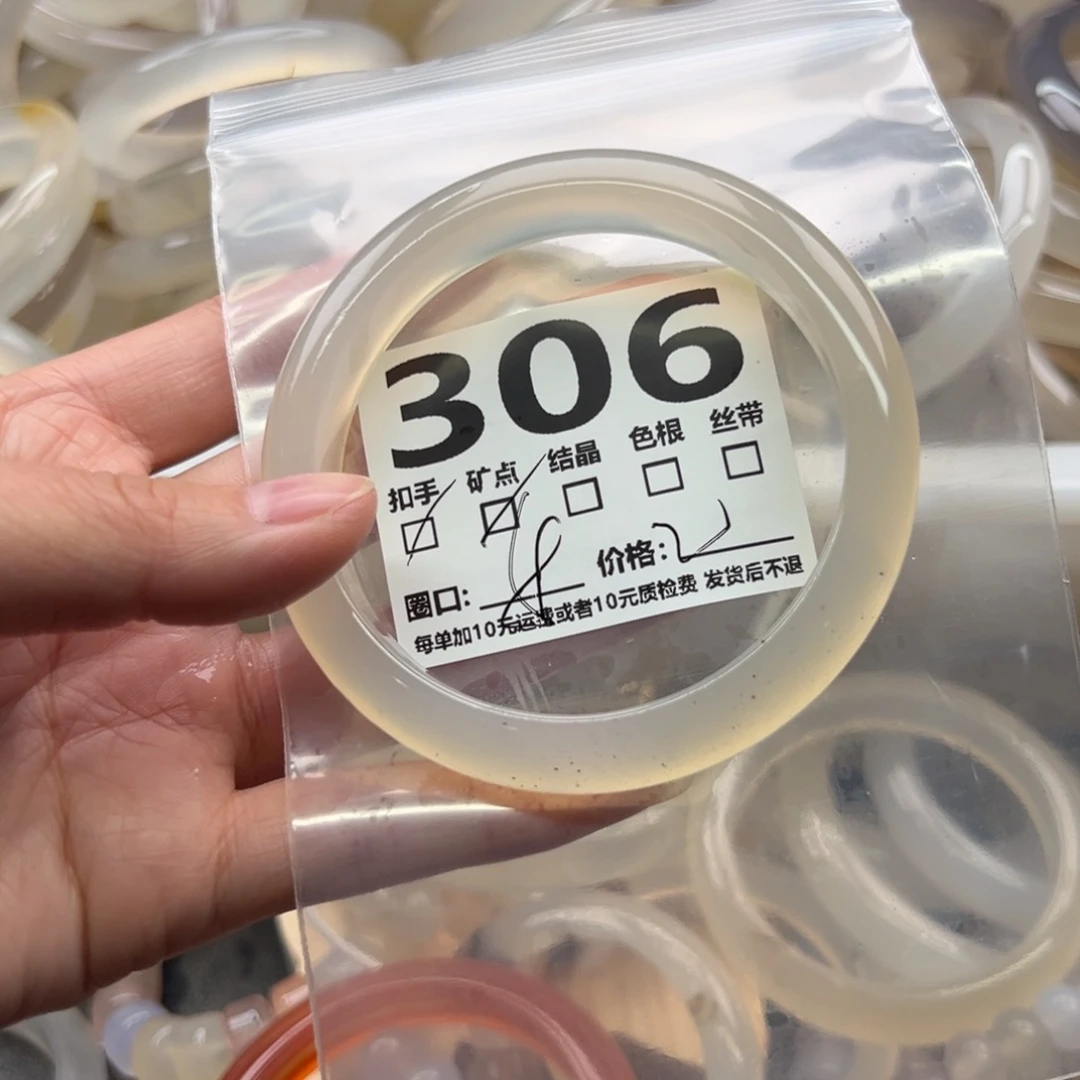 306
扣手 矿点 结晶 色根 丝带
圈口: 价格:
每单加10元运费或者10元质检费 发货后不退